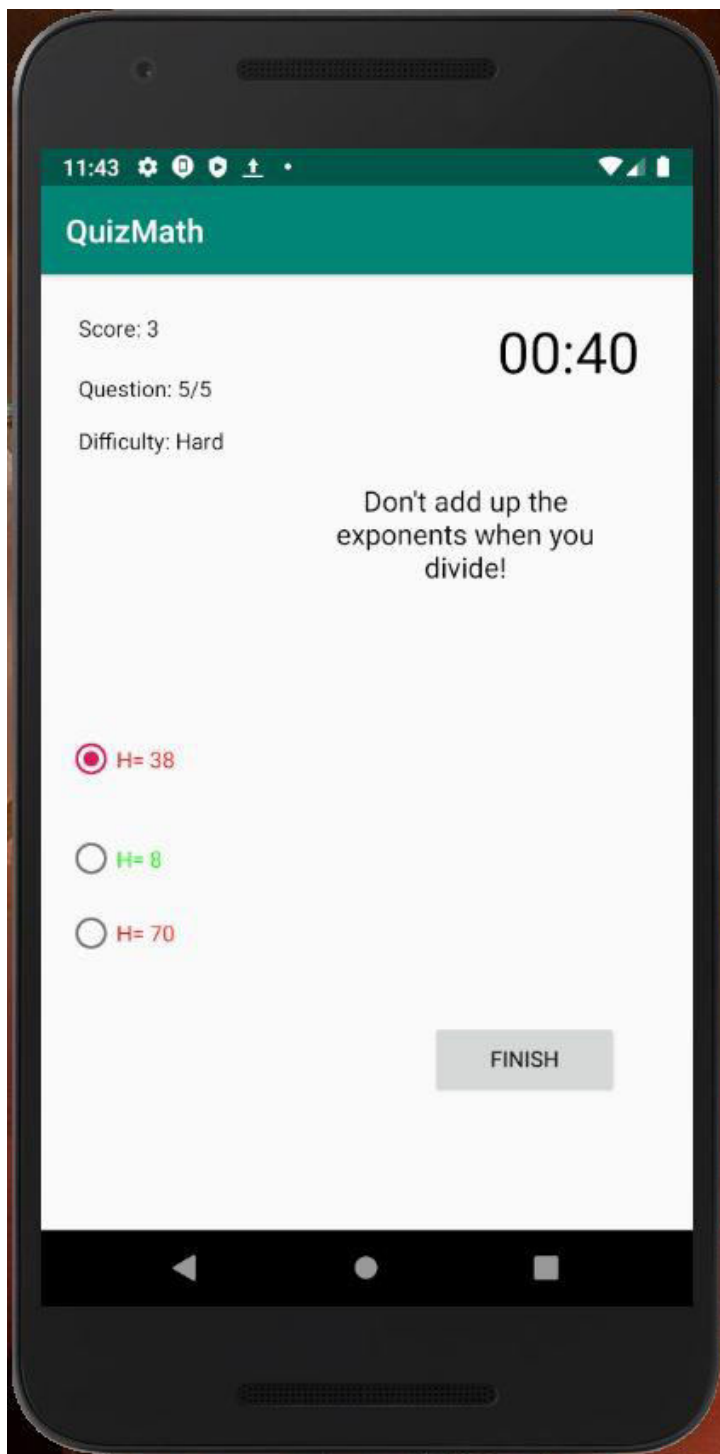 11:43
QuizMath
Score: 3
00:40
Question: 5/5
Difficulty: Hard
Don't add up the
exponents when you
divide!
H= 38
H= 8
H= 70
FINISH